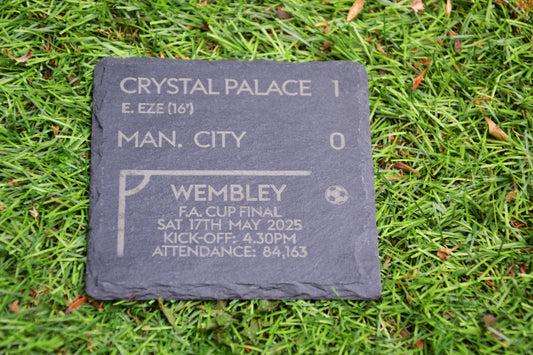 CRYSTAL PALACE 1
E. EZE (16')
MAN. CITY 0
WEMBLEY
F.A. CUP FINAL
SAT 17TH MAY 2025
KICK-OFF: 4.30PM
ATTENDANCE: 84,163